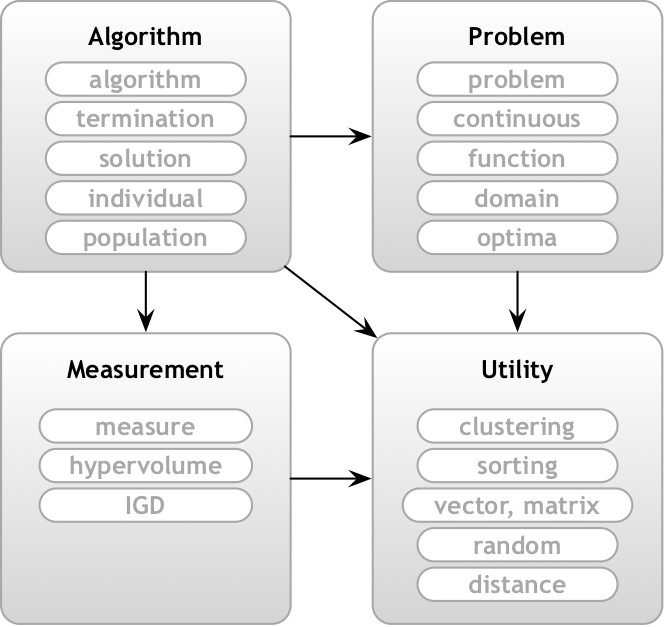 Algorithm
algorithm
termination
solution
individual
population
Problem
problem
continuous
function
domain
optima
Measurement
measure
hypervolume
IGD
Utility
clustering
sorting
vector, matrix
random
distance